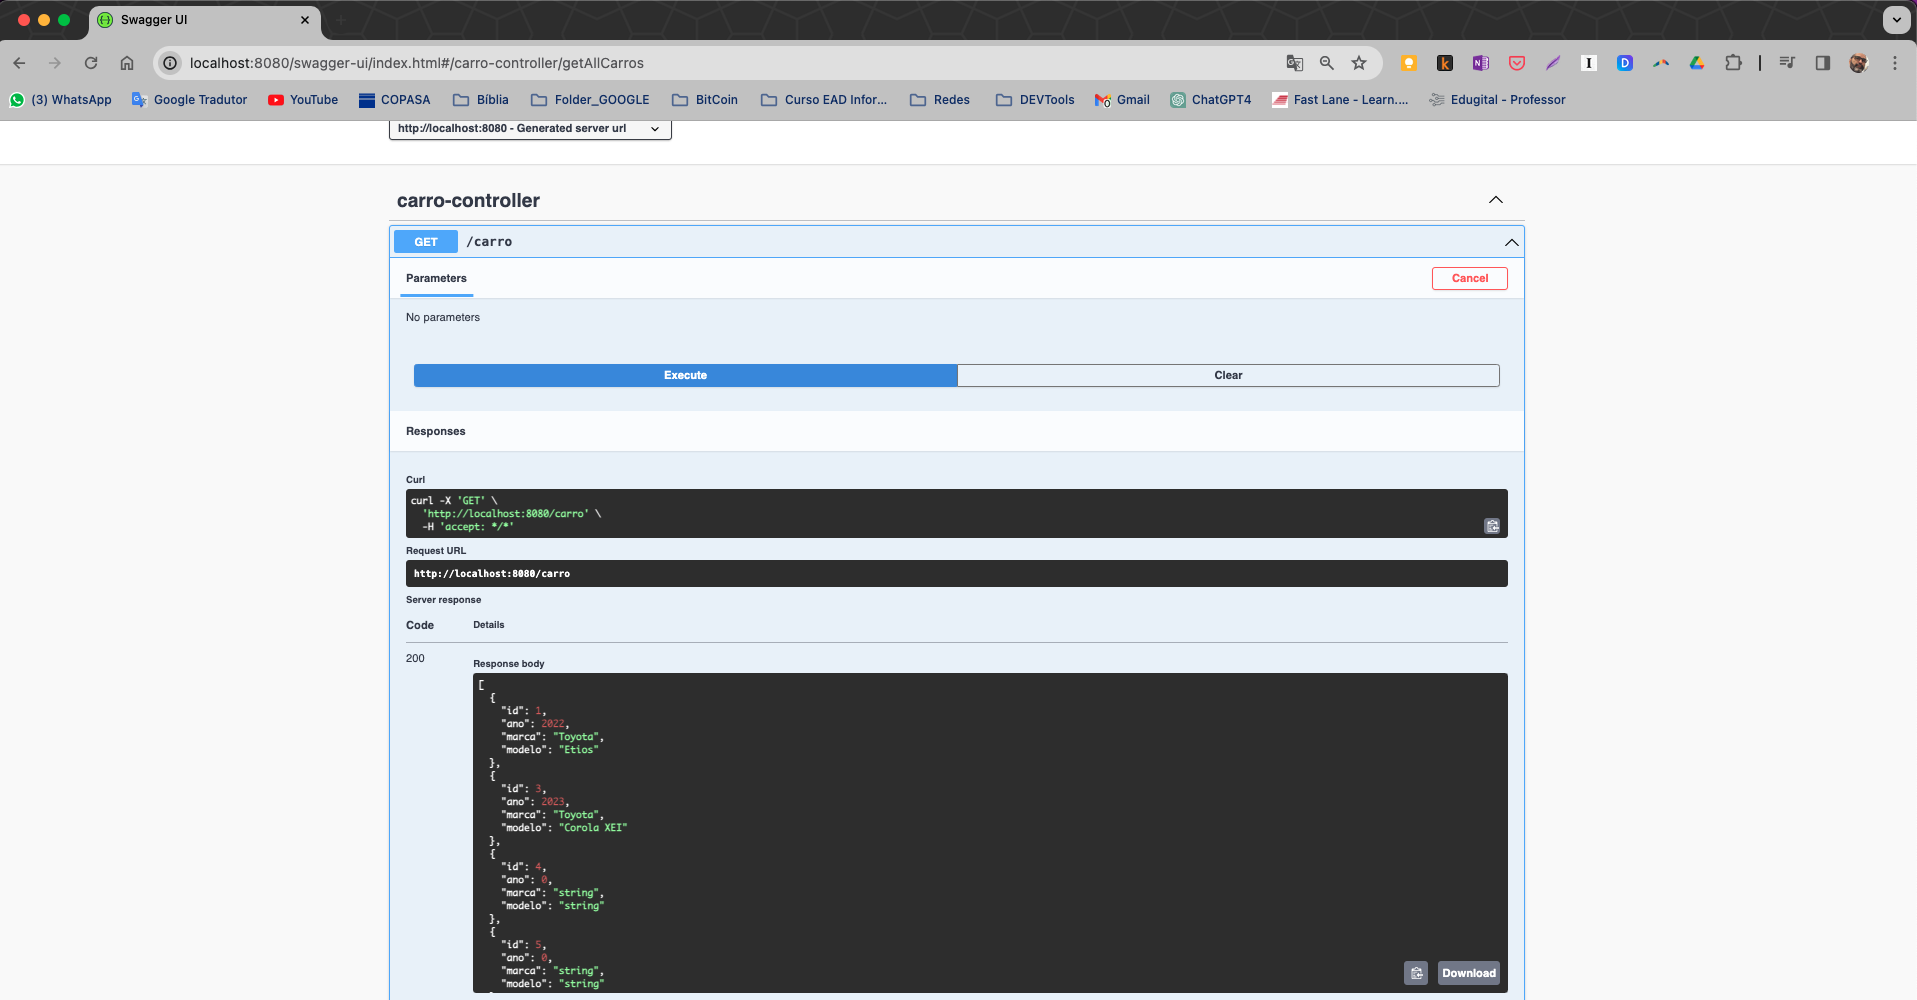 Swagger UI
localhost:8080/swagger-ui/index.html#/carro-controller/getAllCarros
(3) WhatsApp Google Tradutor YouTube COPASA Bíblia Folder_GOOGLE BitCoin Curso EAD Infor... Redes DEVTools Gmail ChatGPT4 Fast Lane - Learn.... Edugital - Professor
http://localhost:8080 - Generated server url
carro-controller
GET /carro
Parameters Cancel
No parameters
Execute Clear
Responses
Curl
curl -X 'GET' \
'http://localhost:8080/carro' \
-H 'accept: */*'
Request URL
http://localhost:8080/carro
Server response
Code Details
200
Response body
[
{
"id": 1,
"ano": 2022,
"marca": "Toyota",
"modelo": "Etios"
},
{
"id": 3,
"ano": 2023,
"marca": "Toyota",
"modelo": "Corola XEI"
},
{
"id": 4,
"ano": 0,
"marca": "string",
"modelo": "string"
},
{
"id": 5,
"ano": 0,
"marca": "string",
"modelo": "string"
Download